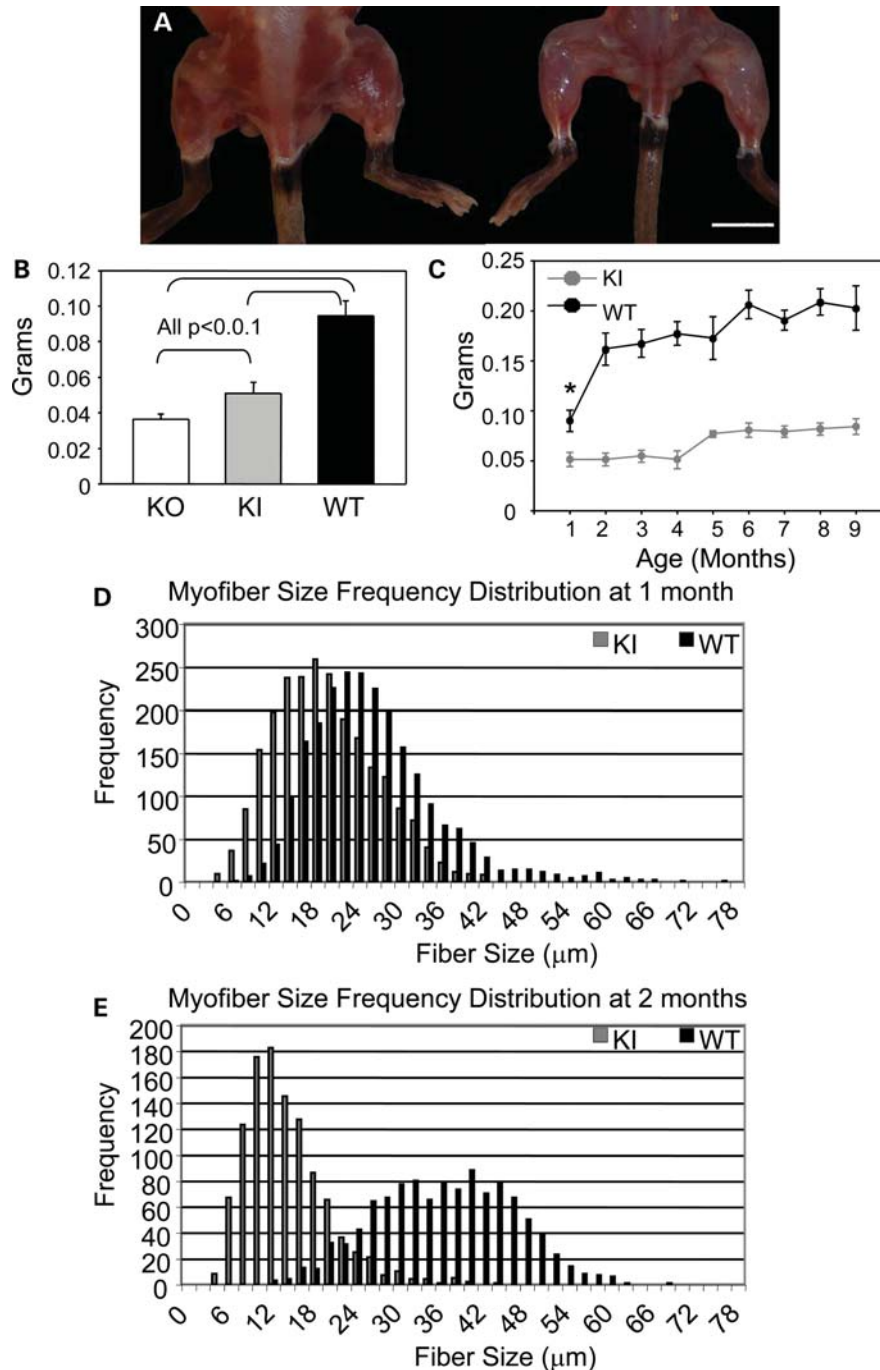 A
B
0.12
0.10
0.08
0.06
0.04
0.02
0
Grams
All p<0.0.1
KO KI WT
C
0.25
0.20
0.15
0.10
0.05
0
Grams
KI
WT
*
1 2 3 4 5 6 7 8 9
Age (Months)
D Myofiber Size Frequency Distribution at 1 month
300
250
200
150
100
50
0
Frequency
KI WT
0 6 12 18 24 30 36 42 48 54 60 66 72 78
Fiber Size (μm)
E Myofiber Size Frequency Distribution at 2 months
200
180
160
140
120
100
80
60
40
20
0
Frequency
KI WT
0 6 12 18 24 30 36 42 48 54 60 66 72 78
Fiber Size (μm)